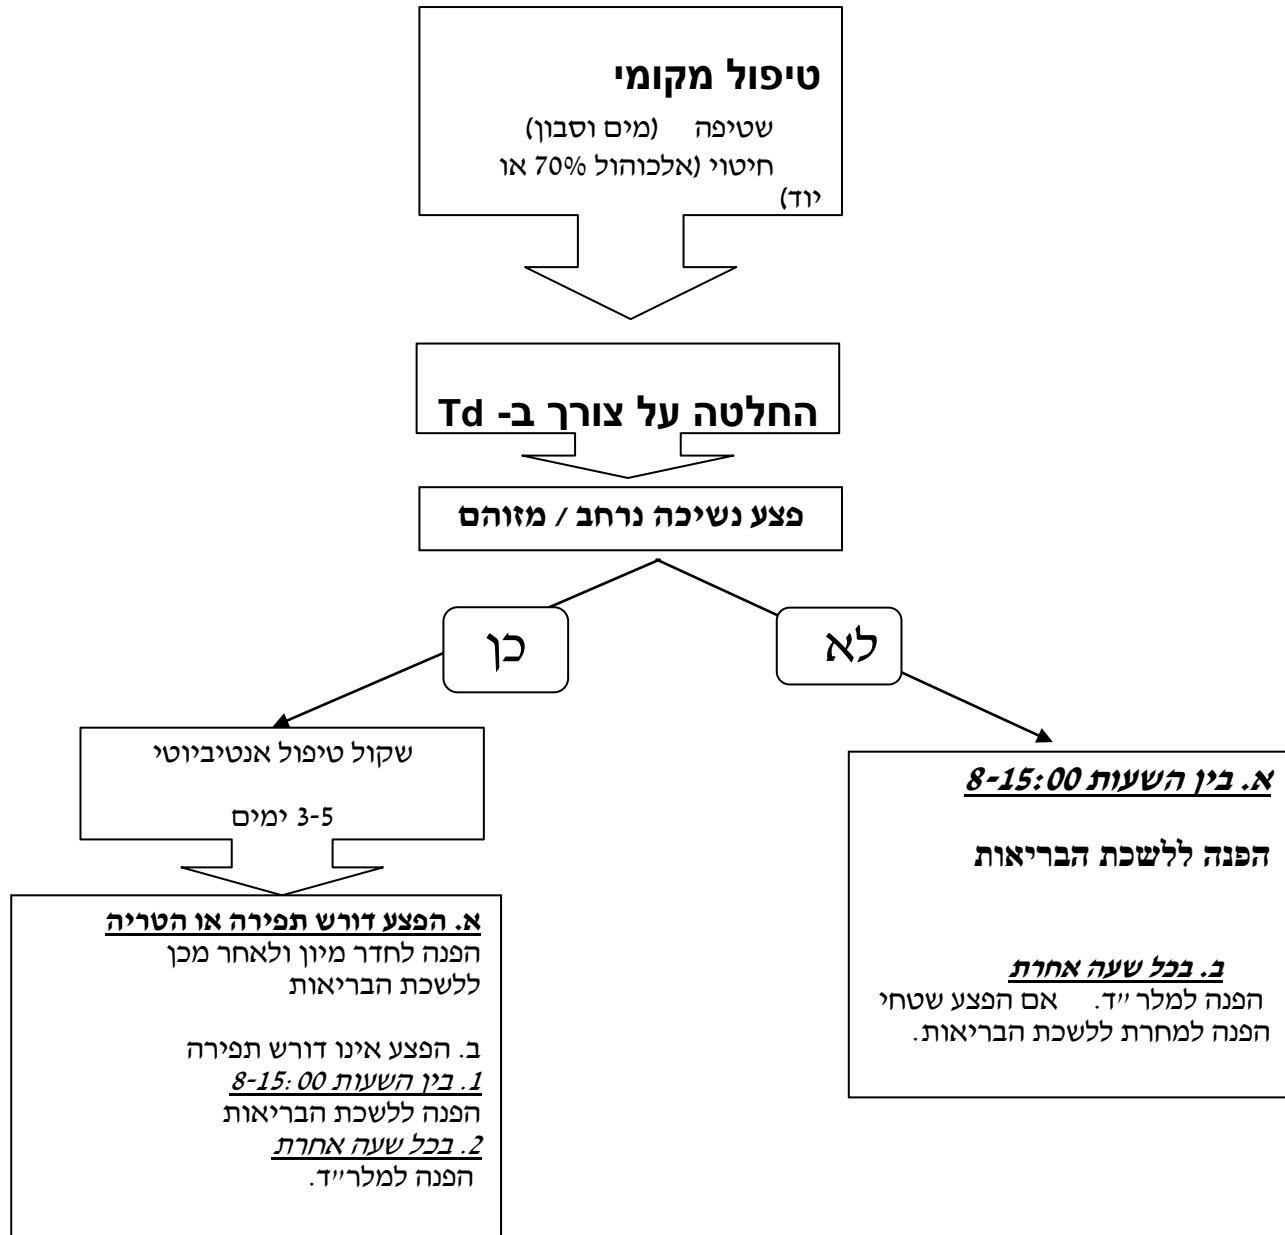 טיפול מקומי
שטיפה (מים וסבון)
חיטוי (אלכוהול 70% או
יוד)
החלטה על צורך ב- Td
פצע נשיכה נרחב / מזוהם
כן
לא
שקול טיפול אנטיביוטי
3-5 ימים
א. הפצע דורש תפירה או הטריה
הפנה לחדר מיון ולאחר מכן
ללשכת הבריאות
ב. הפצע אינו דורש תפירה
1. בין השעות 8-15:00
הפנה ללשכת הבריאות
2. בכל שעה אחרת
הפנה למלר״ד.
א. בין השעות 8-15:00
הפנה ללשכת הבריאות
ב. בכל שעה אחרת
הפנה למלר ״ד. אם הפצע שטחי
הפנה למחרת ללשכת הבריאות.